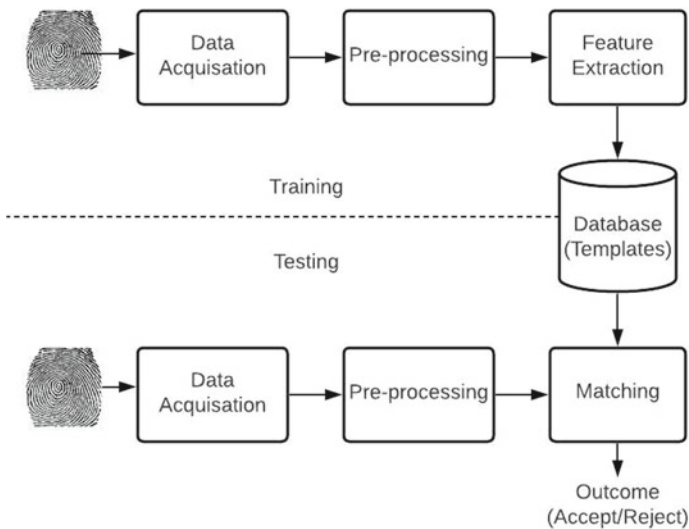 Data
Acquisation
Pre-processing
Feature
Extraction
Training
Database
(Templates)
Testing
Data
Acquisation
Pre-processing
Matching
Outcome
(Accept/Reject)